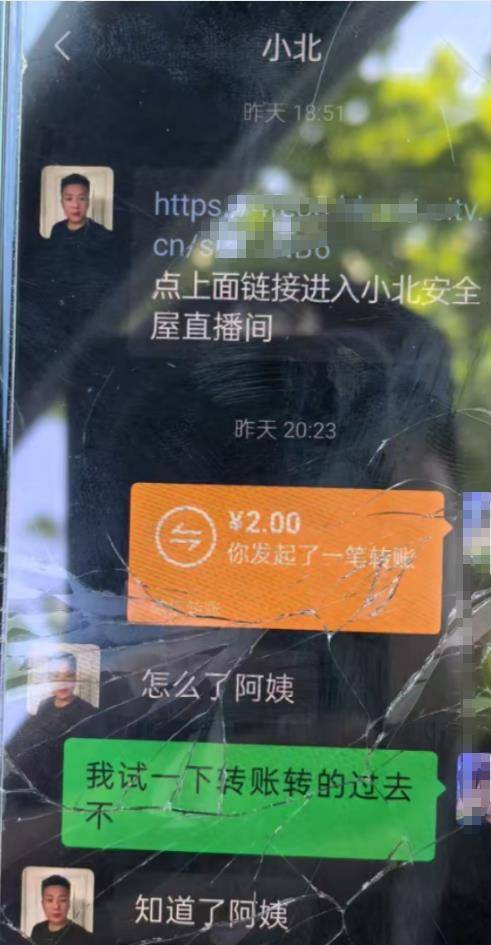 小北
昨天 18:51
https:
cn/s
点上面链接进入小北安全
屋直播间
昨天 20:23
¥2.00
你发起了一笔转账
怎么了阿姨
我试一下转账转的过去
不
知道了阿姨